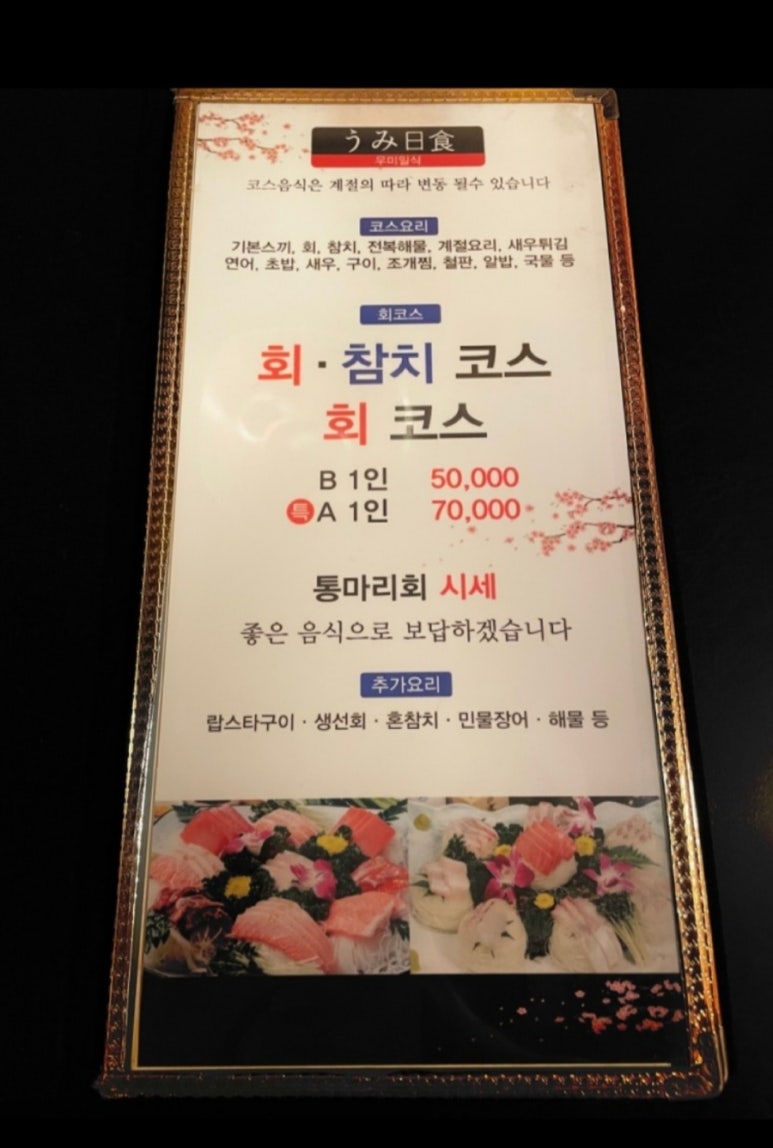 うみ日食
우미일식
코스음식은 계절의 따라 변동 될수 있습니다
코스요리
기본스끼, 회, 참치, 전복해물, 계절요리, 새우튀김
연어, 초밥, 새우, 구이, 조개찜, 철판, 알밥, 국물 등
회코스
회 · 참치 코스
회 코스
B 1인 50,000
특 A 1인 70,000
통마리회 시세
좋은 음식으로 보답하겠습니다
추가요리
랍스타구이 · 생선회 · 혼참치 · 민물장어 · 해물 등